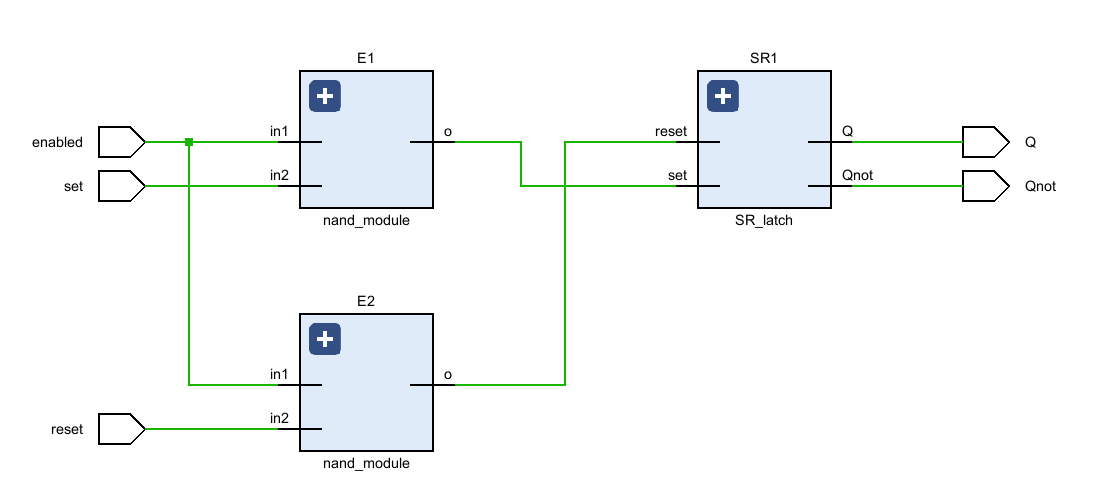 E1
SR1
enabled
in1
o
reset
Q
Q
set
in2
set
Qnot
Qnot
nand_module
SR_latch
E2
in1
o
reset
in2
nand_module